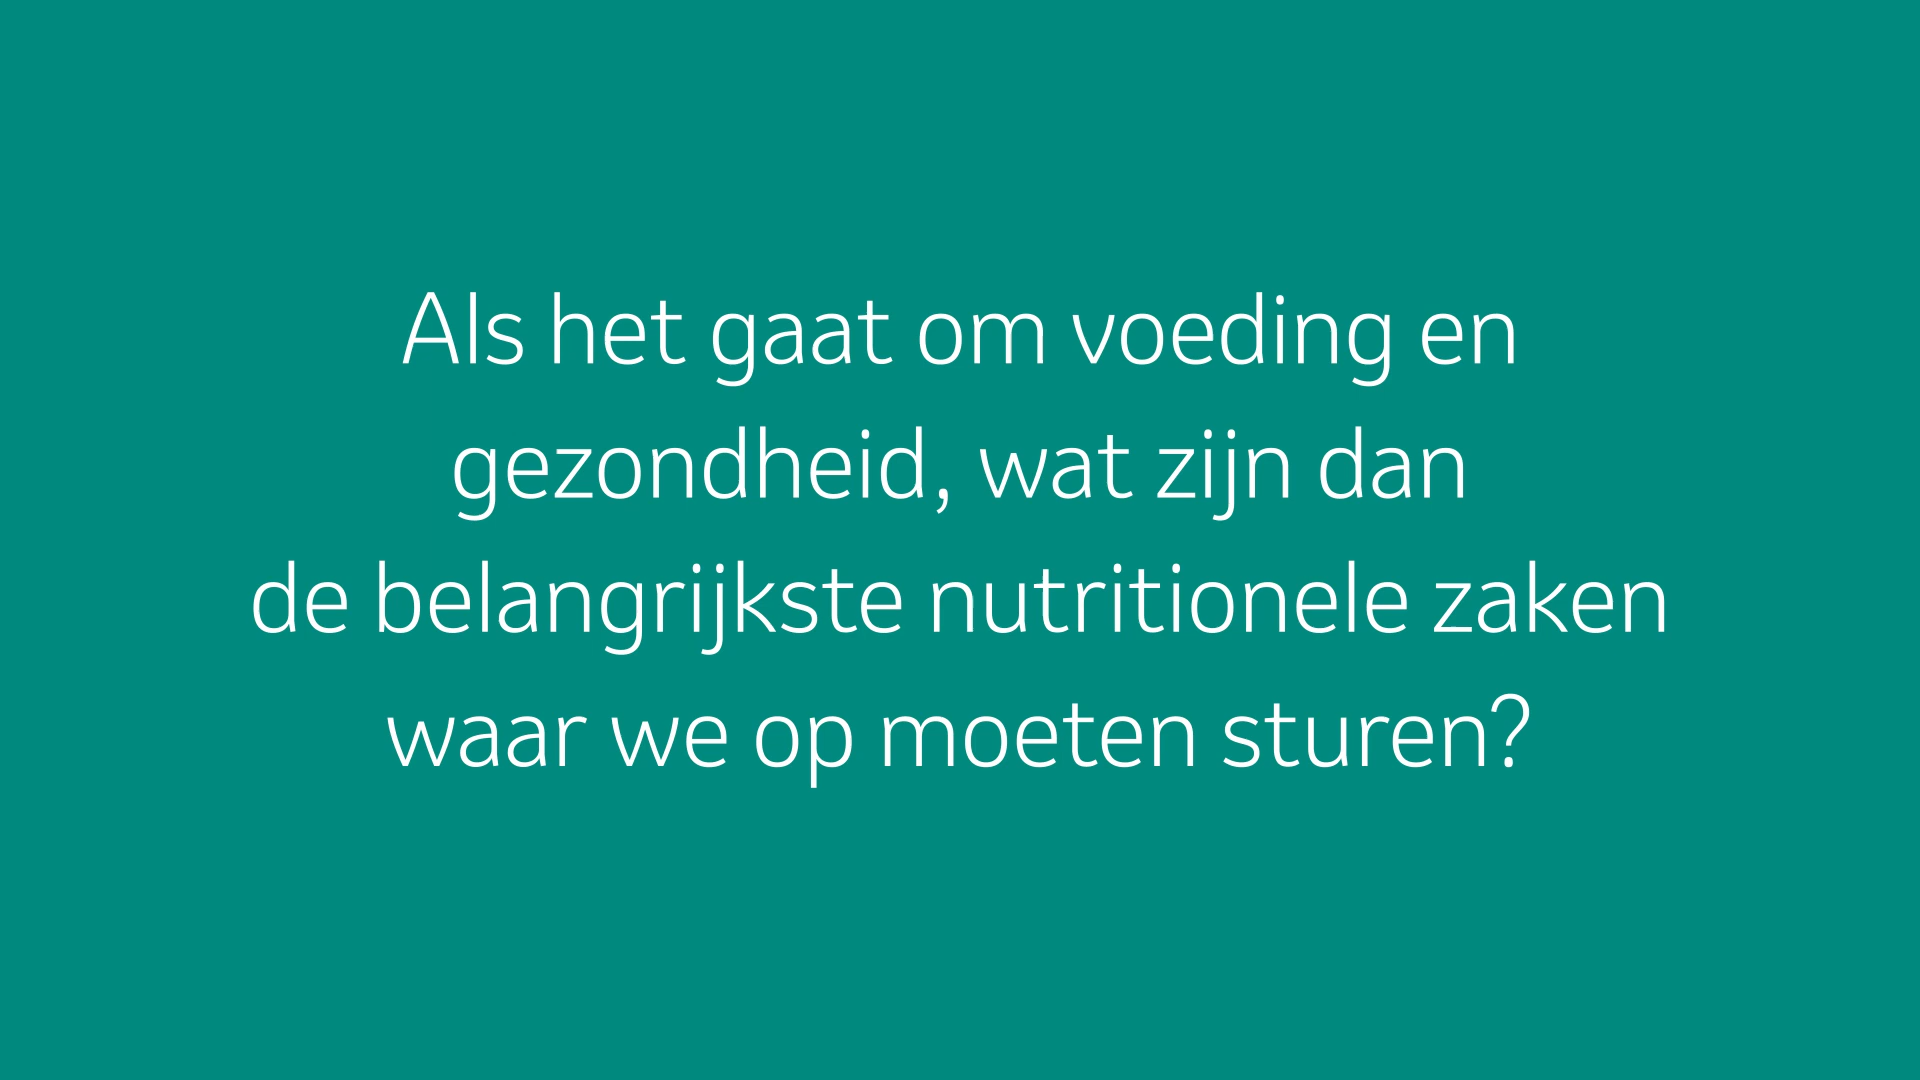 Als het gaat om voeding en
gezondheid, wat zijn dan
de belangrijkste nutritionele zaken
waar we op moeten sturen?